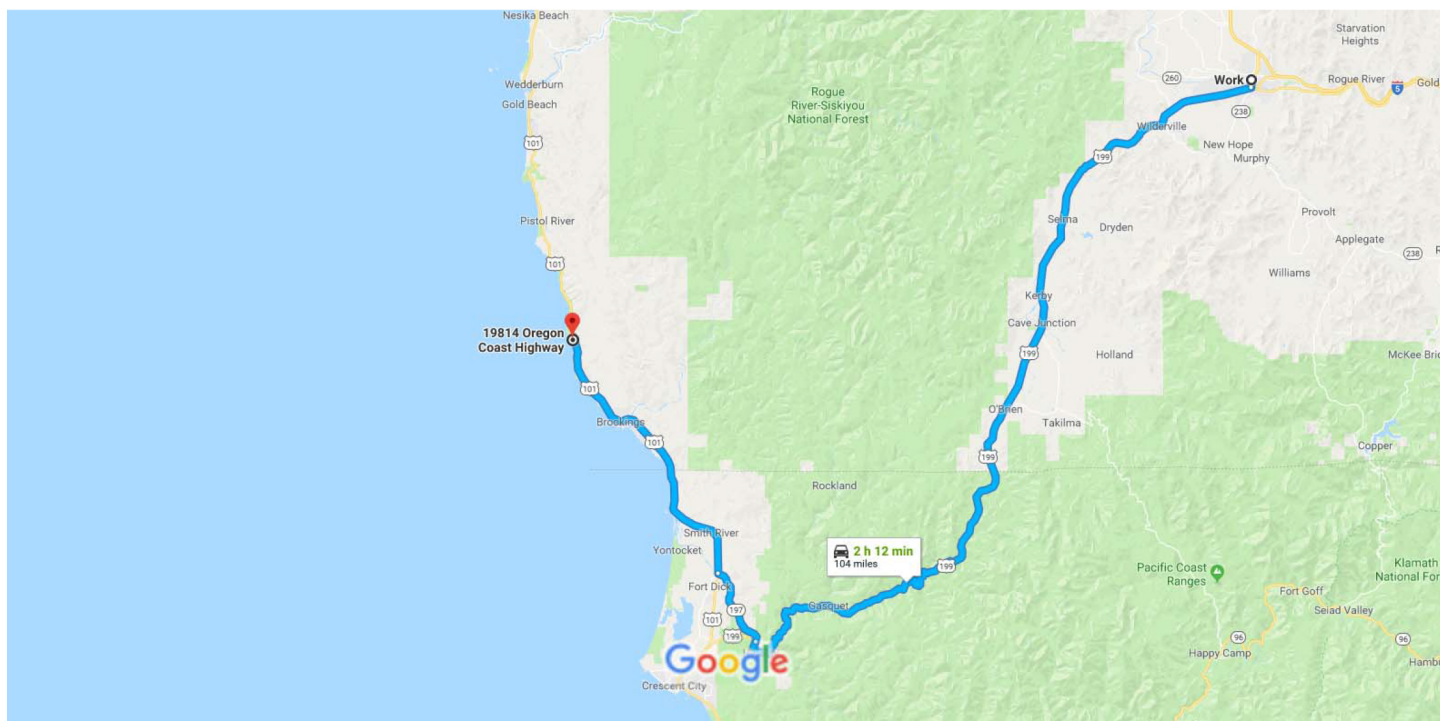 Nesika Beach
Starvation
Heights
Work
260
Rogue River
5
Gold
Wedderburn
Rogue
River-Siskiyou
National Forest
Gold Beach
238
Wilderville
101
New Hope
Murphy
199
Selma
Provolt
Pistol River
Dryden
Applegate
238
Williams
101
Kerby
Cave Junction
19814 Oregon
Coast Highway
199
Holland
McKee Brid
101
O'Brien
Takilma
Brookings
101
Copper
199
Rockland
Smith River
Yontocket
2 h 12 min
104 miles
199
Pacific Coast
Ranges
Klamath
National For
Fort Dick
Fort Goff
Gasquet
Seiad Valley
197
101
199
96
96
Happy Camp
Hambu
Google
Crescent City